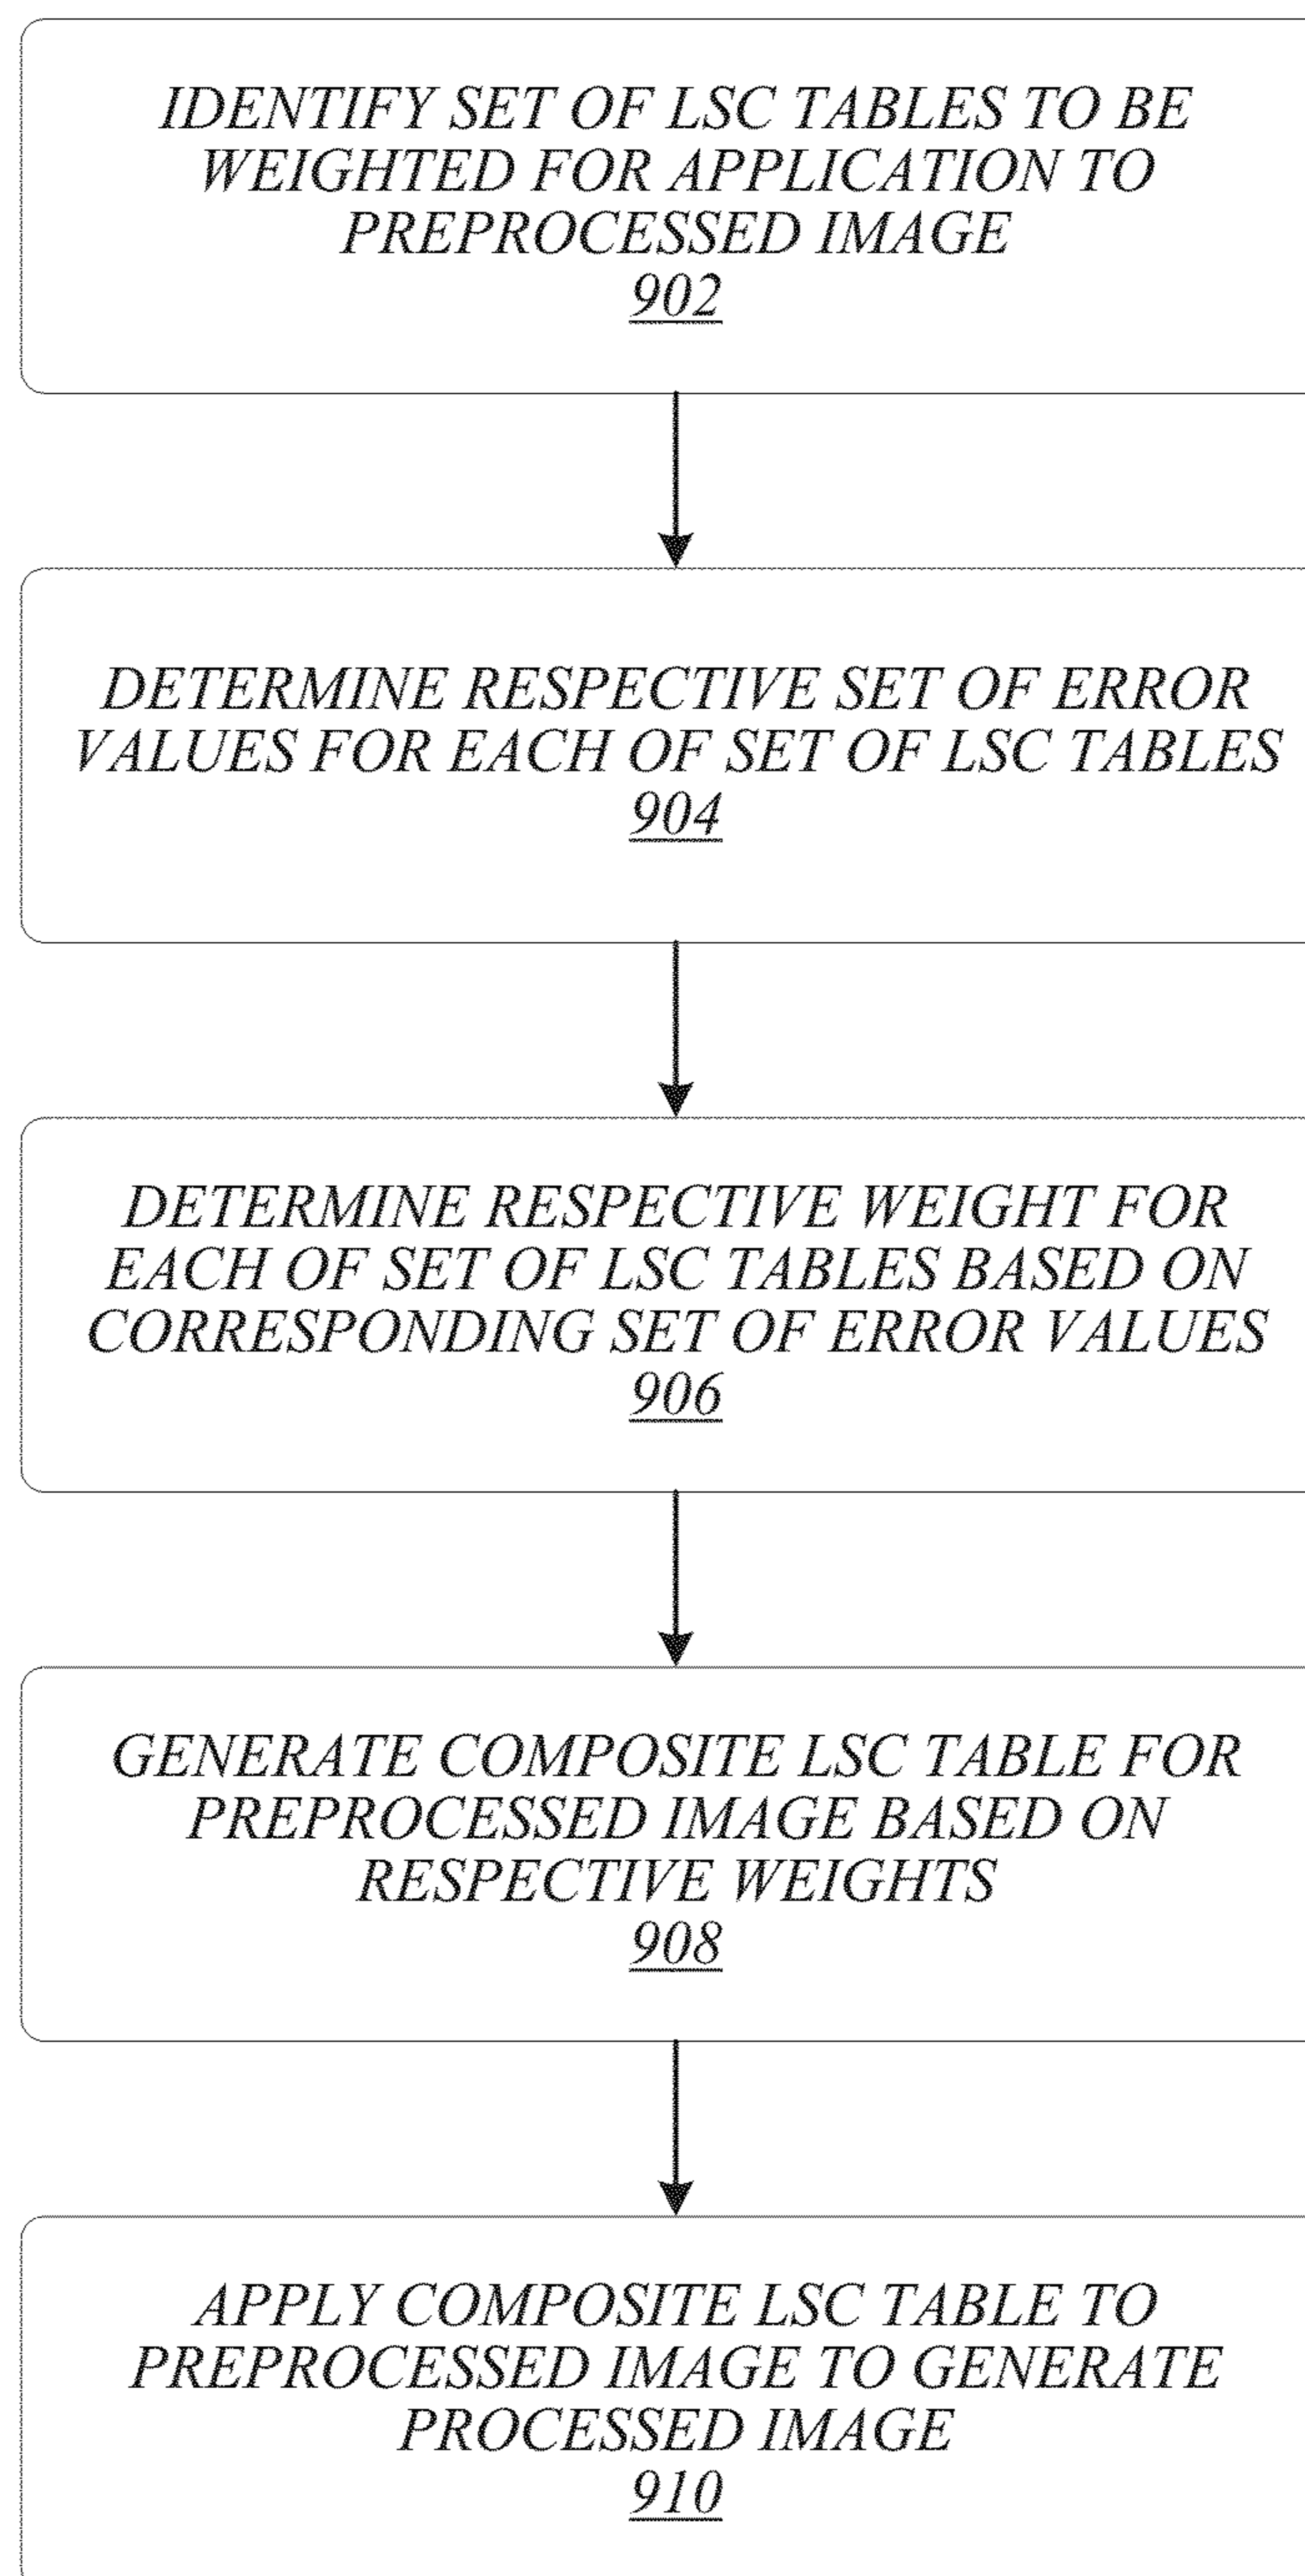 IDENTIFY SET OF LSC TABLES TO BE
WEIGHTED FOR APPLICATION TO
PREPROCESSED IMAGE
902
DETERMINE RESPECTIVE SET OF ERROR
VALUES FOR EACH OF SET OF LSC TABLES
904
DETERMINE RESPECTIVE WEIGHT FOR
EACH OF SET OF LSC TABLES BASED ON
CORRESPONDING SET OF ERROR VALUES
906
GENERATE COMPOSITE LSC TABLE FOR
PREPROCESSED IMAGE BASED ON
RESPECTIVE WEIGHTS
908
APPLY COMPOSITE LSC TABLE TO
PREPROCESSED IMAGE TO GENERATE
PROCESSED IMAGE
910